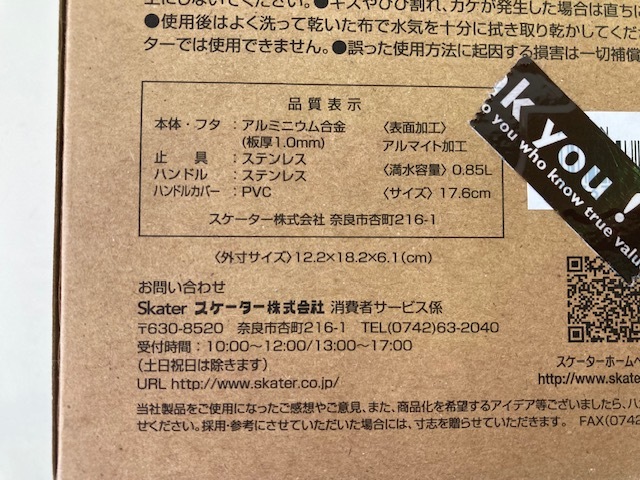 上にしないでください。●キズやひび割れ、カケが発生した場合は直ちに
●使用後はよく洗って乾いた布で水気を十分に拭き取り乾かしてくだ
ターでは使用できません。●誤った使用方法に起因する損害は一切補償
品質表示
本体・フタ：アルミニウム合金
(板厚1.0mm)
止具：ステンレス
ハンドル：ステンレス
ハンドルカバー：PVC
〈表面加工〉
アルマイト加工
〈満水容量〉0.85L
〈サイズ〉17.6cm
スケーター株式会社 奈良市杏町216-1
〈外寸サイズ〉12.2×18.2×6.1(cm)
k you!
o you who know true valu
お問い合わせ
Skater スケーター株式会社 消費者サービス係
〒630-8520 奈良市杏町216-1 TEL(0742)63-2040
受付時間：10:00〜12:00/13:00〜17:00
(土日祝日は除きます)
URL http://www.skater.co.jp/
スケーターホームペ
http://www.skater
当社製品をご使用になったご感想やご意見、また、商品化を希望するアイデア等ございましたら、ハ
せください。採用・参考にさせていただいた場合には、寸志を贈らせていただきます。 FAX(0742